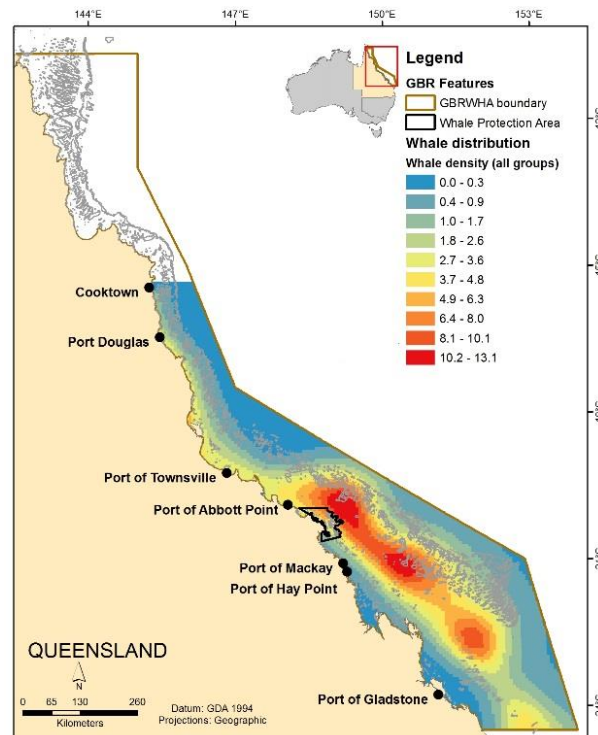 144°E 147°E 150°E 153°E
Legend
GBR Features
GBRWHA boundary
Whale Protection Area
Whale distribution
Whale density (all groups)
0.0 - 0.3
0.4 - 0.9
1.0 - 1.7
1.8 - 2.6
2.7 - 3.6
3.7 - 4.8
4.9 - 6.3
6.4 - 8.0
8.1 - 10.1
10.2 - 13.1
Cooktown
Port Douglas
Port of Townsville
Port of Abbott Point
Port of Mackay
Port of Hay Point
Port of Gladstone
QUEENSLAND
N
0 65 130 260
Kilometers
Datum: GDA 1994
Projections: Geographic